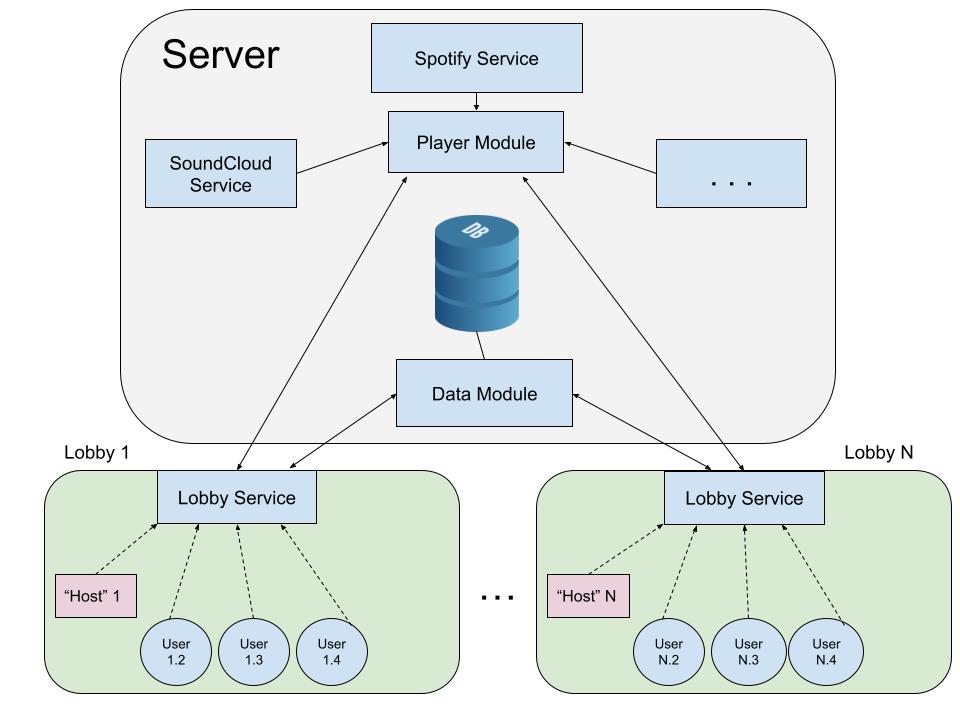 Server
Spotify Service
Player Module
SoundCloud
Service
. . .
DB
Data Module
Lobby 1
Lobby N
Lobby Service
Lobby Service
“Host” 1
“Host” N
. . .
User
1.2
User
1.3
User
1.4
User
N.2
User
N.3
User
N.4